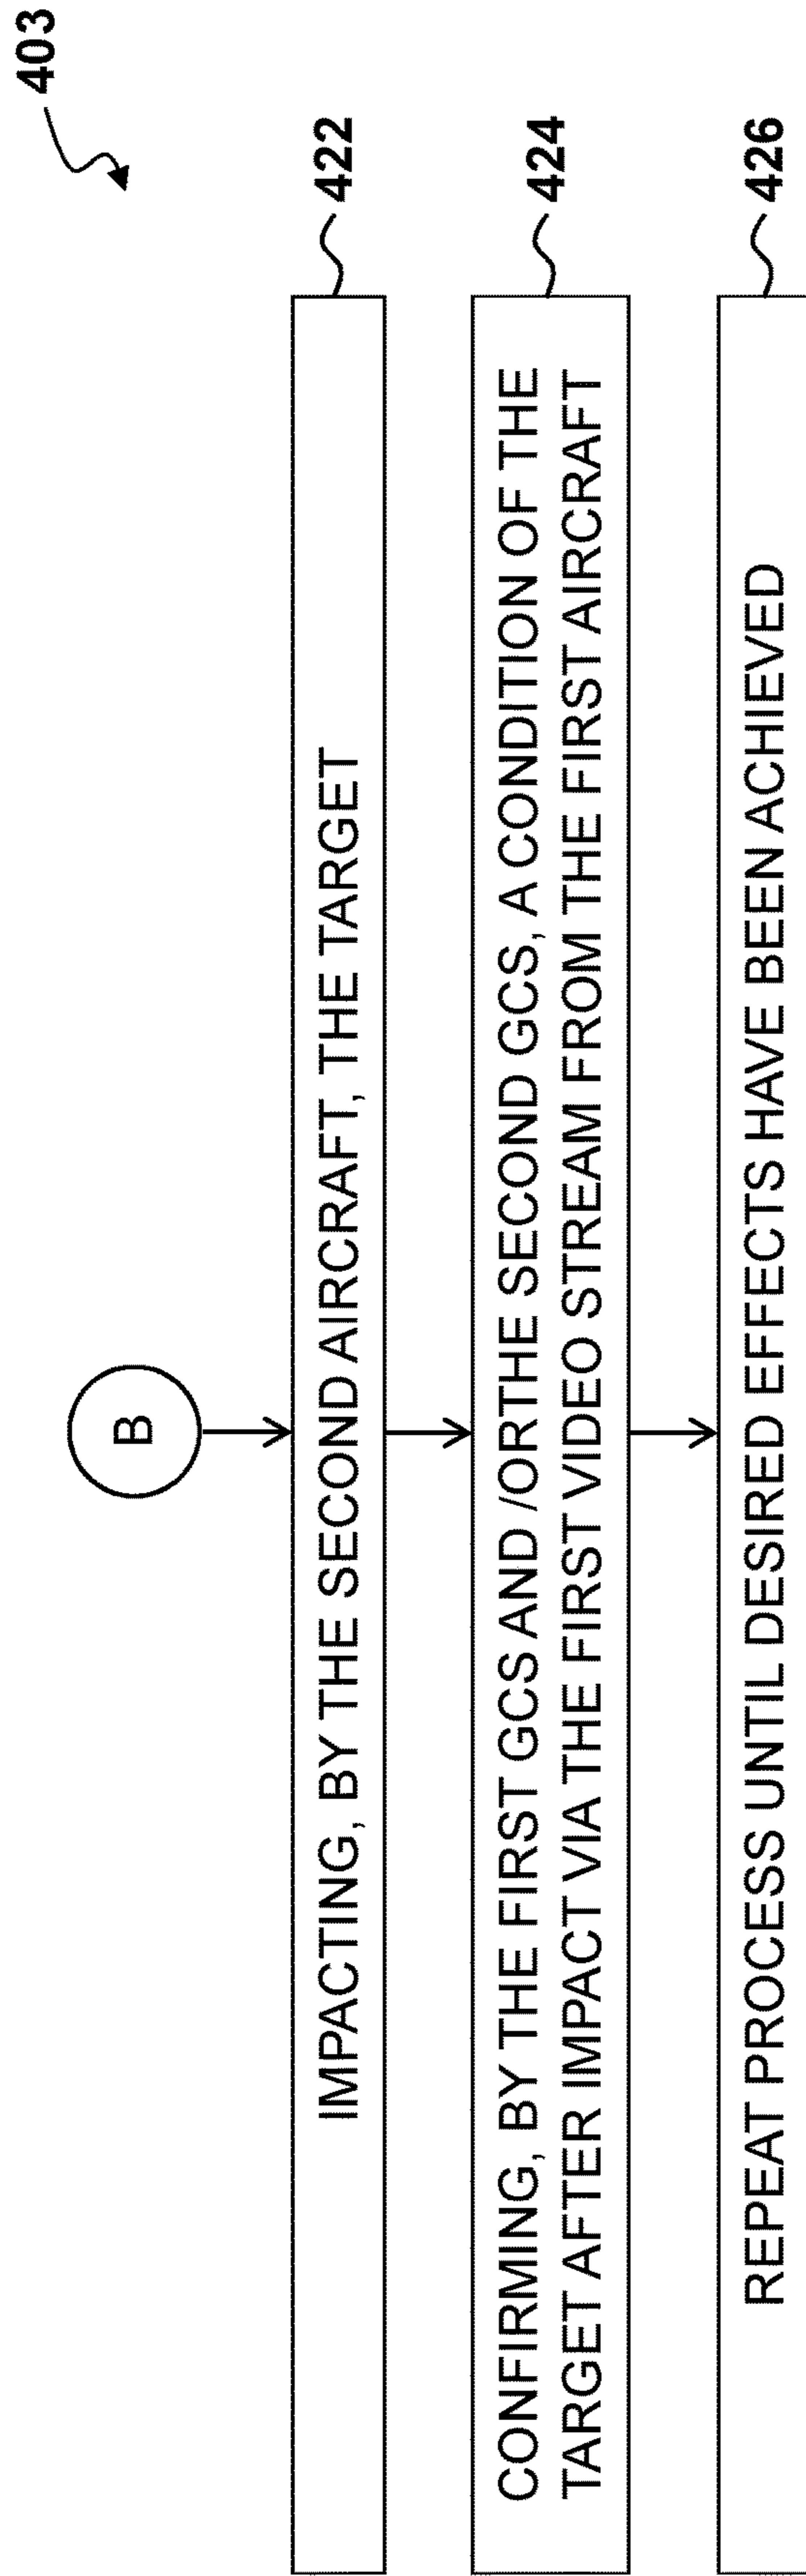 403
B
IMPACTING, BY THE SECOND AIRCRAFT, THE TARGET
422
CONFIRMING, BY THE FIRST GCS AND /ORTHE SECOND GCS, A CONDITION OF THE
TARGET AFTER IMPACT VIA THE FIRST VIDEO STREAM FROM THE FIRST AIRCRAFT
424
REPEAT PROCESS UNTIL DESIRED EFFECTS HAVE BEEN ACHIEVED
426